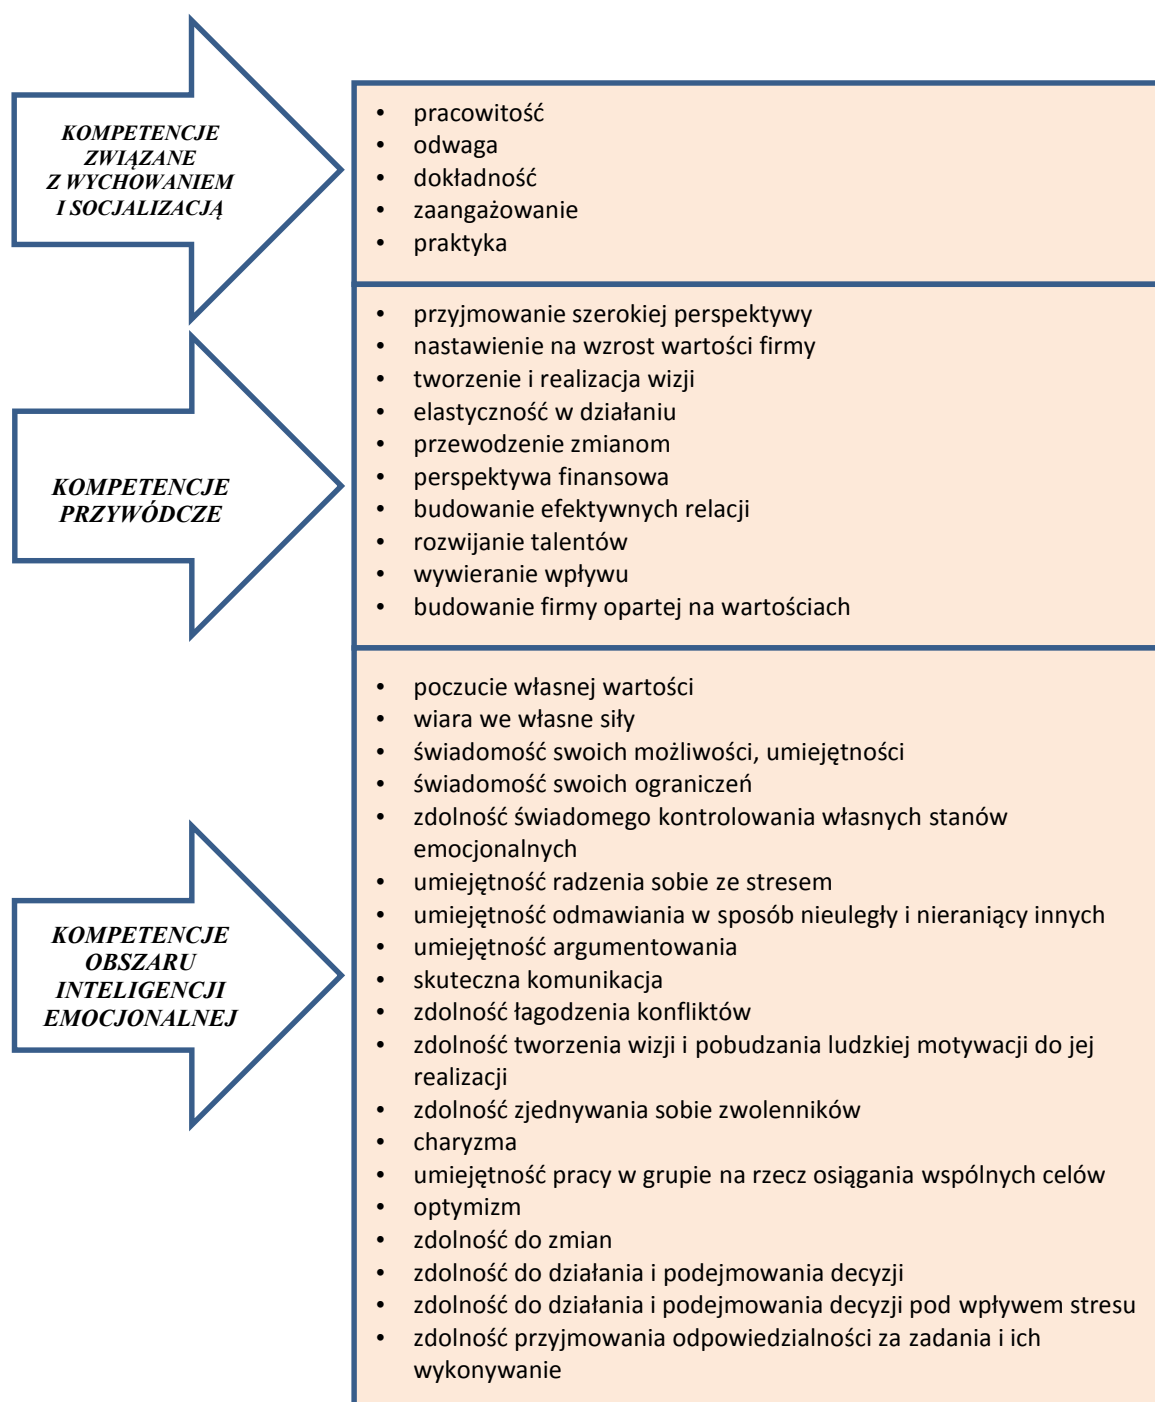 KOMPETENCJE
ZWIĄZANE
Z WYCHOWANIEM
I SOCJALIZACJĄ
• pracowitość
• odwaga
• dokładność
• zaangażowanie
• praktyka
KOMPETENCJE
PRZYWÓDCZE
• przyjmowanie szerokiej perspektywy
• nastawienie na wzrost wartości firmy
• tworzenie i realizacja wizji
• elastyczność w działaniu
• przewodzenie zmianom
• perspektywa finansowa
• budowanie efektywnych relacji
• rozwijanie talentów
• wywieranie wpływu
• budowanie firmy opartej na wartościach
KOMPETENCJE
OBSZARU
INTELIGENCJI
EMOCJONALNEJ
• poczucie własnej wartości
• wiara we własne siły
• świadomość swoich możliwości, umiejętności
• świadomość swoich ograniczeń
• zdolność świadomego kontrolowania własnych stanów
emocjonalnych
• umiejętność radzenia sobie ze stresem
• umiejętność odmawiania w sposób nieuległy i nieraniący innych
• umiejętność argumentowania
• skuteczna komunikacja
• zdolność łagodzenia konfliktów
• zdolność tworzenia wizji i pobudzania ludzkiej motywacji do jej
realizacji
• zdolność zjednywania sobie zwolenników
• charyzma
• umiejętność pracy w grupie na rzecz osiągania wspólnych celów
• optymizm
• zdolność do zmian
• zdolność do działania i podejmowania decyzji
• zdolność do działania i podejmowania decyzji pod wpływem stresu
• zdolność przyjmowania odpowiedzialności za zadania i ich
wykonywanie